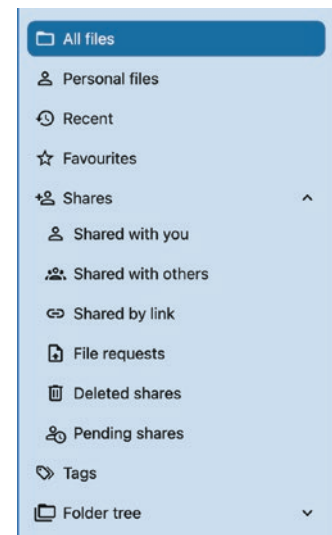 All files
Personal files
Recent
Favourites
Shares
Shared with you
Shared with others
Shared by link
File requests
Deleted shares
Pending shares
Tags
Folder tree